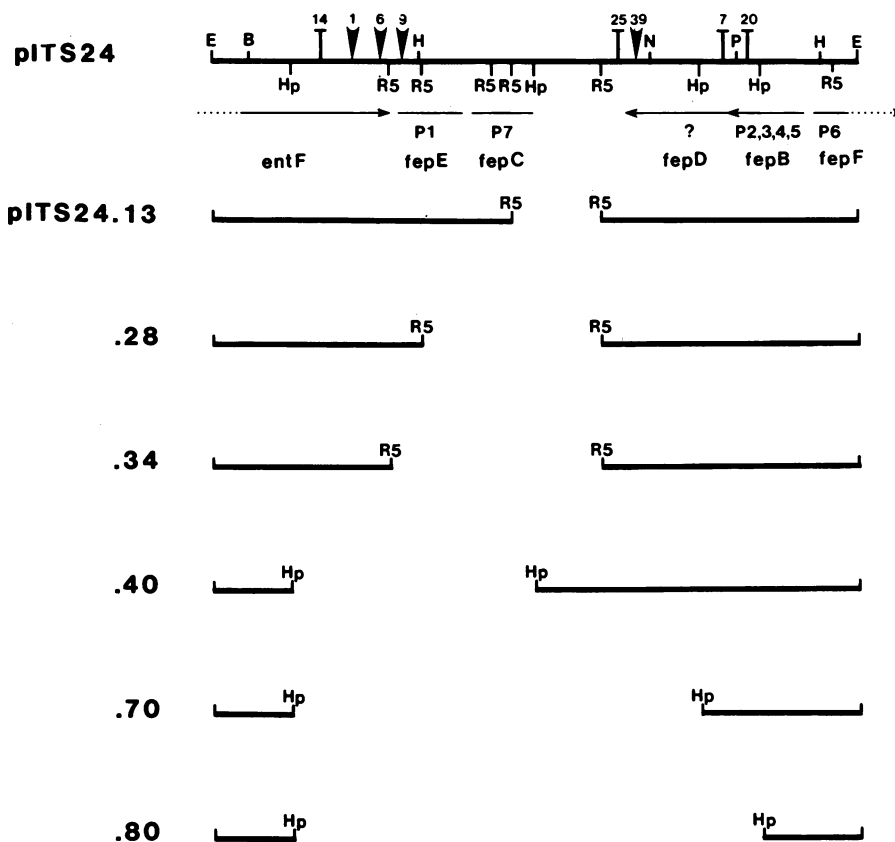 14 1 6 9 25 39 7 20
pITS24 E B H N P H E
Hp R5 R5 R5 R5 Hp R5 Hp Hp R5
P1 P7 ? P2,3,4,5 P6
entF fepE fepC fepD fepB fepF
pITS24.13 R5 R5
.28 R5 R5
.34 R5 R5
.40 Hp Hp
.70 Hp Hp
.80 Hp Hp